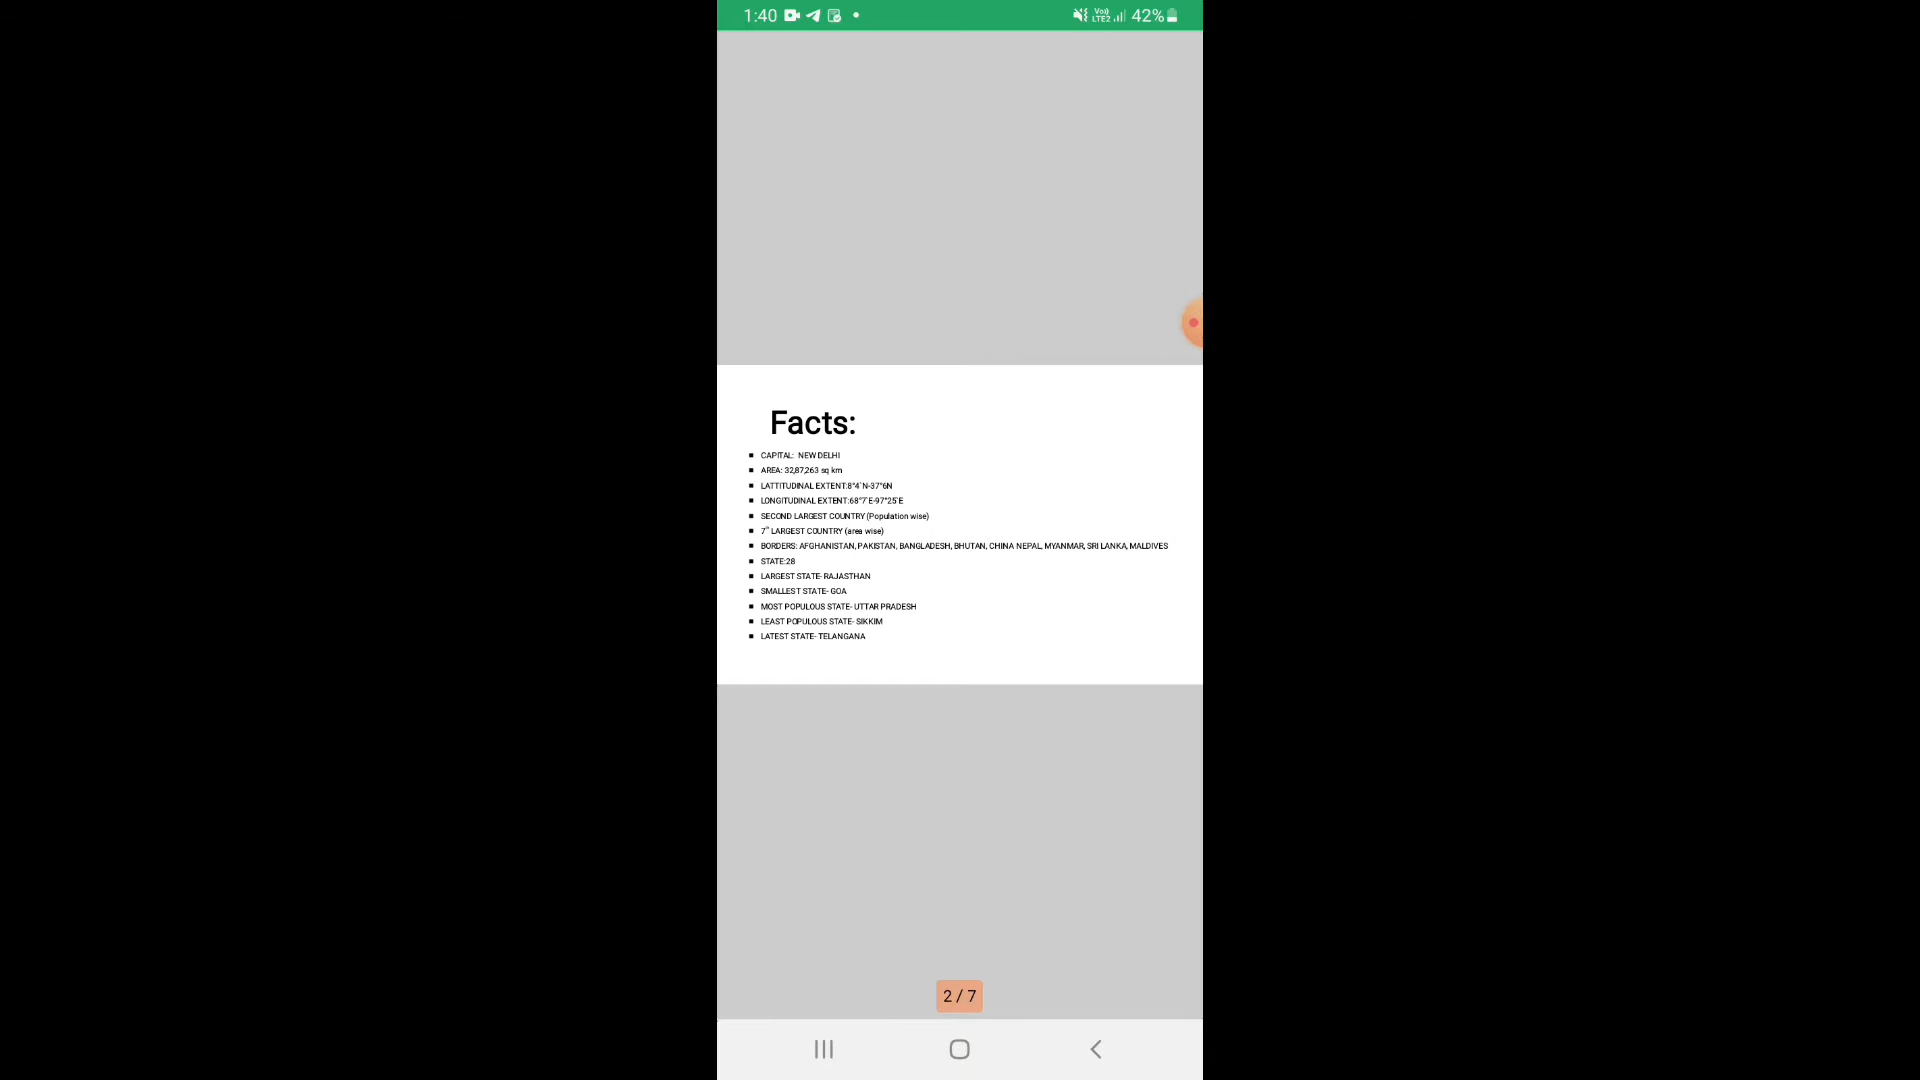 1:40
Vo)) LTE2 42%
Facts:
▪ CAPITAL: NEW DELHI
▪ AREA: 32,87,263 sq km
▪ LATTITUDINAL EXTENT:8°4`N-37°6N
▪ LONGITUDINAL EXTENT:68°7`E-97°25`E
▪ SECOND LARGEST COUNTRY (Population wise)
▪ 7th LARGEST COUNTRY (area wise)
▪ BORDERS: AFGHANISTAN, PAKISTAN, BANGLADESH, BHUTAN, CHINA NEPAL, MYANMAR, SRI LANKA, MALDIVES
▪ STATE:28
▪ LARGEST STATE- RAJASTHAN
▪ SMALLEST STATE- GOA
▪ MOST POPULOUS STATE- UTTAR PRADESH
▪ LEAST POPULOUS STATE- SIKKIM
▪ LATEST STATE- TELANGANA
2 / 7